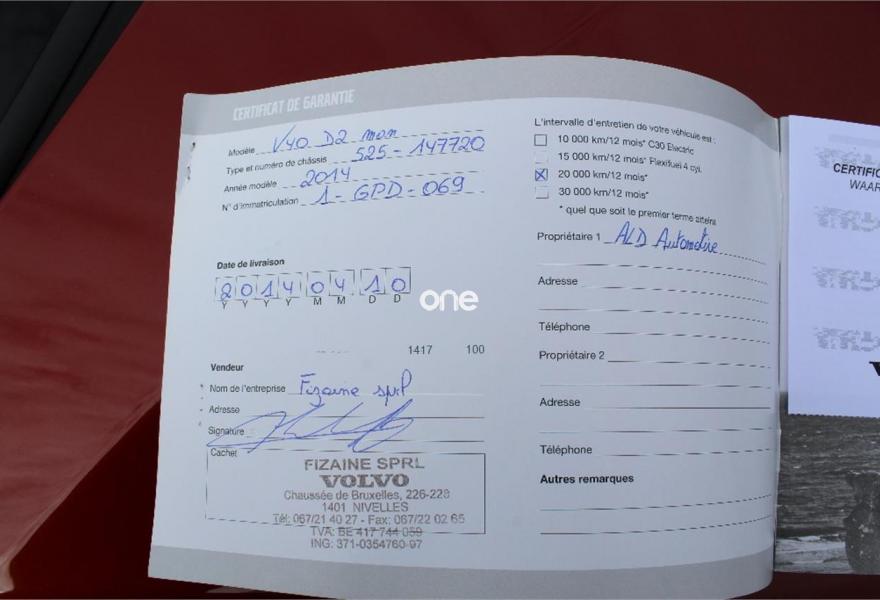 CERTIFICAT DE GARANTIE
Modèle V40 D2 man
Type et numéro de châssis 525-147720
Année modèle 2014
N° d'immatriculation 1-GPD-069
Date de livraison
2014 04 10
Y Y Y Y M M D D
1417 100
Vendeur
Nom de l'entreprise Fizaine sprl
Adresse
Signature
Cachet
FIZAINE SPRL
VOLVO
Chaussée de Bruxelles, 226-228
1401 NIVELLES
Tél: 067/21 40 27 - Fax: 067/22 02 65
TVA: BE 417 744 059
ING: 371-0354760-97
L'intervalle d'entretien de votre véhicule est :
10 000 km/12 mois* C30 Electric
15 000 km/12 mois* Flexifuel 4 cyl.
20 000 km/12 mois*
30 000 km/12 mois*
* quel que soit le premier terme atteint
Propriétaire 1 ALD Automotive
Adresse
Téléphone
Propriétaire 2
Adresse
Téléphone
Autres remarques
one
CERTIFIC
WAAR